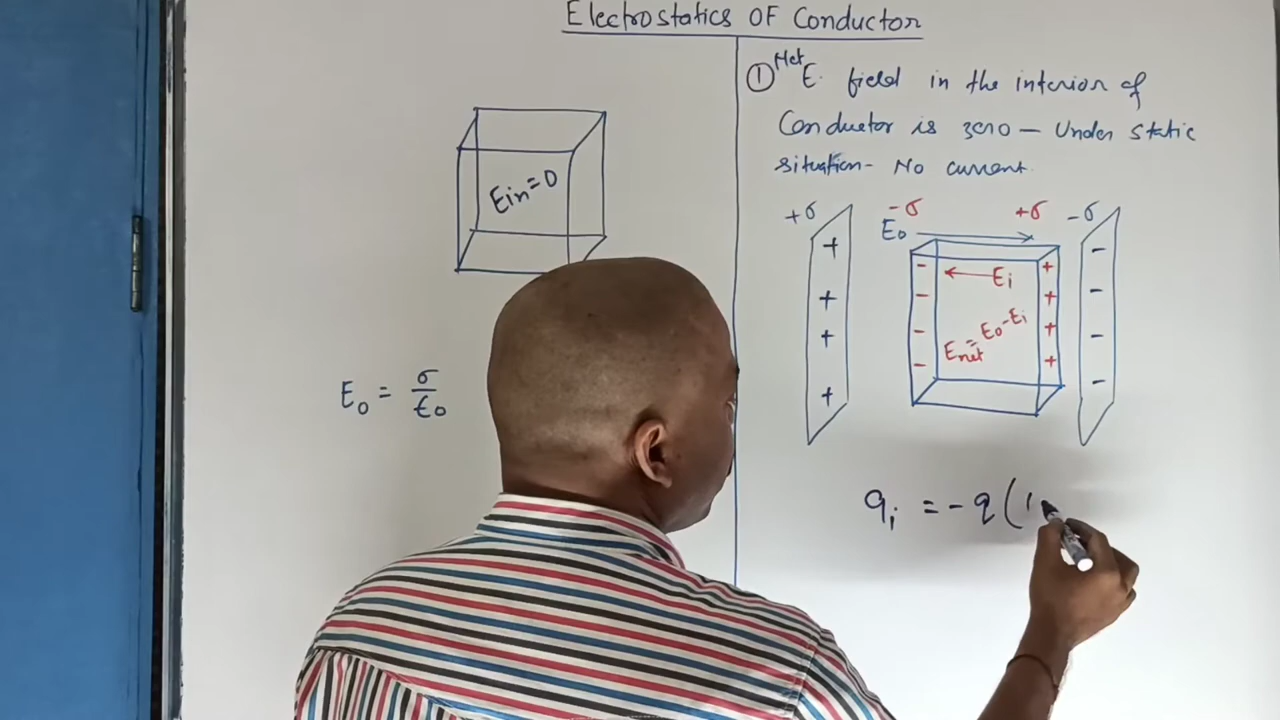 Electrostatics OF Conductor
① Net E. field in the interior of
Conductor is zero — Under static
situation - No current.
Ein = 0
+σ
-σ
+σ
-σ
E₀
Ei
Enet = E₀ - Ei
+ + + +
- - - -
+ + + +
- - - -
E₀ = σ/ε₀
qi = - q (1